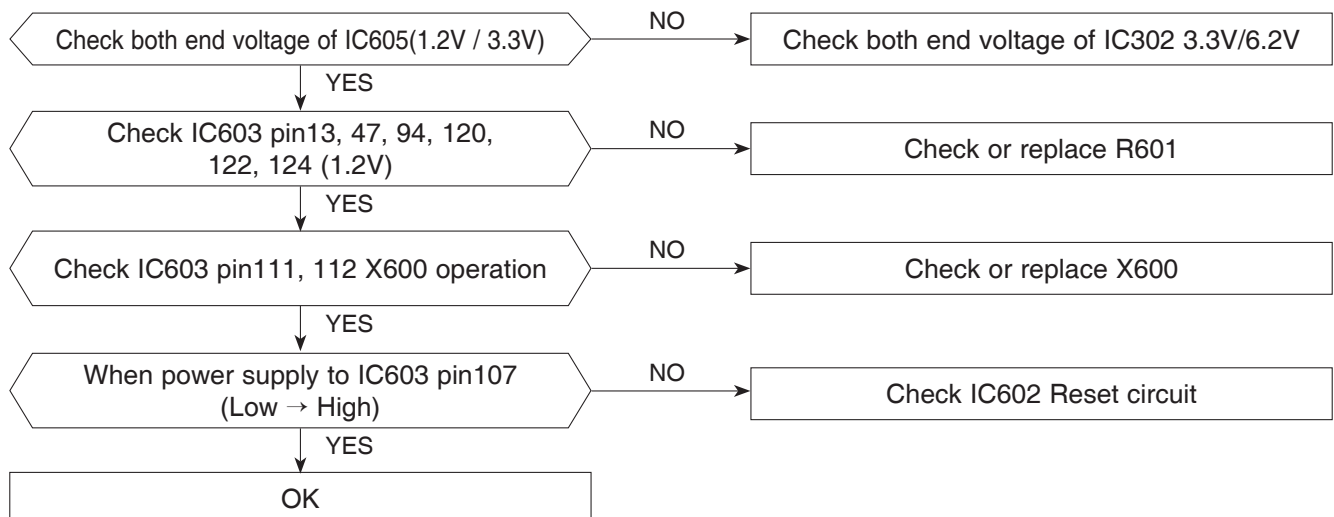 Check both end voltage of IC605(1.2V / 3.3V)
NO
Check both end voltage of IC302 3.3V/6.2V
YES
Check IC603 pin13, 47, 94, 120,
122, 124 (1.2V)
NO
Check or replace R601
YES
Check IC603 pin111, 112 X600 operation
NO
Check or replace X600
YES
When power supply to IC603 pin107
(Low → High)
NO
Check IC602 Reset circuit
YES
OK